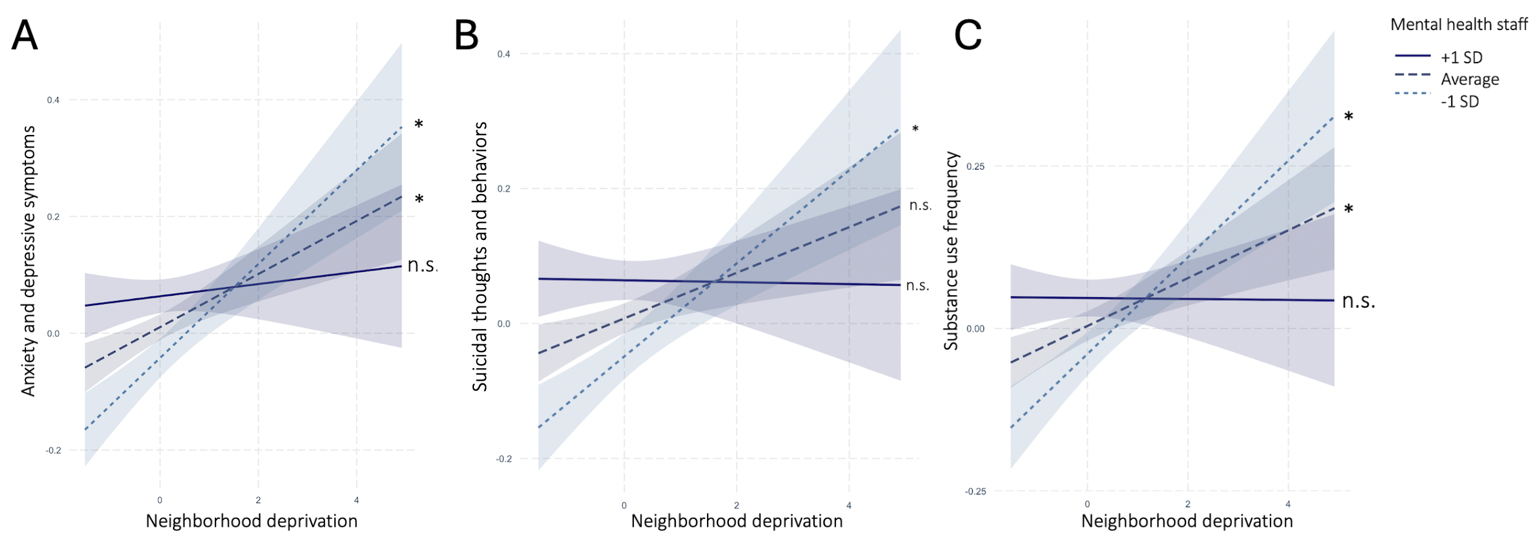 A
B
C
Mental health staff
+1 SD
Average
-1 SD
Anxiety and depressive symptoms
0.4
0.2
0.0
-0.2
*
*
n.s.
0
2
4
Neighborhood deprivation
Suicidal thoughts and behaviors
0.4
0.2
0.0
-0.2
*
n.s.
n.s.
0
2
4
Neighborhood deprivation
Substance use frequency
0.25
0.00
-0.25
*
*
n.s.
0
2
4
Neighborhood deprivation